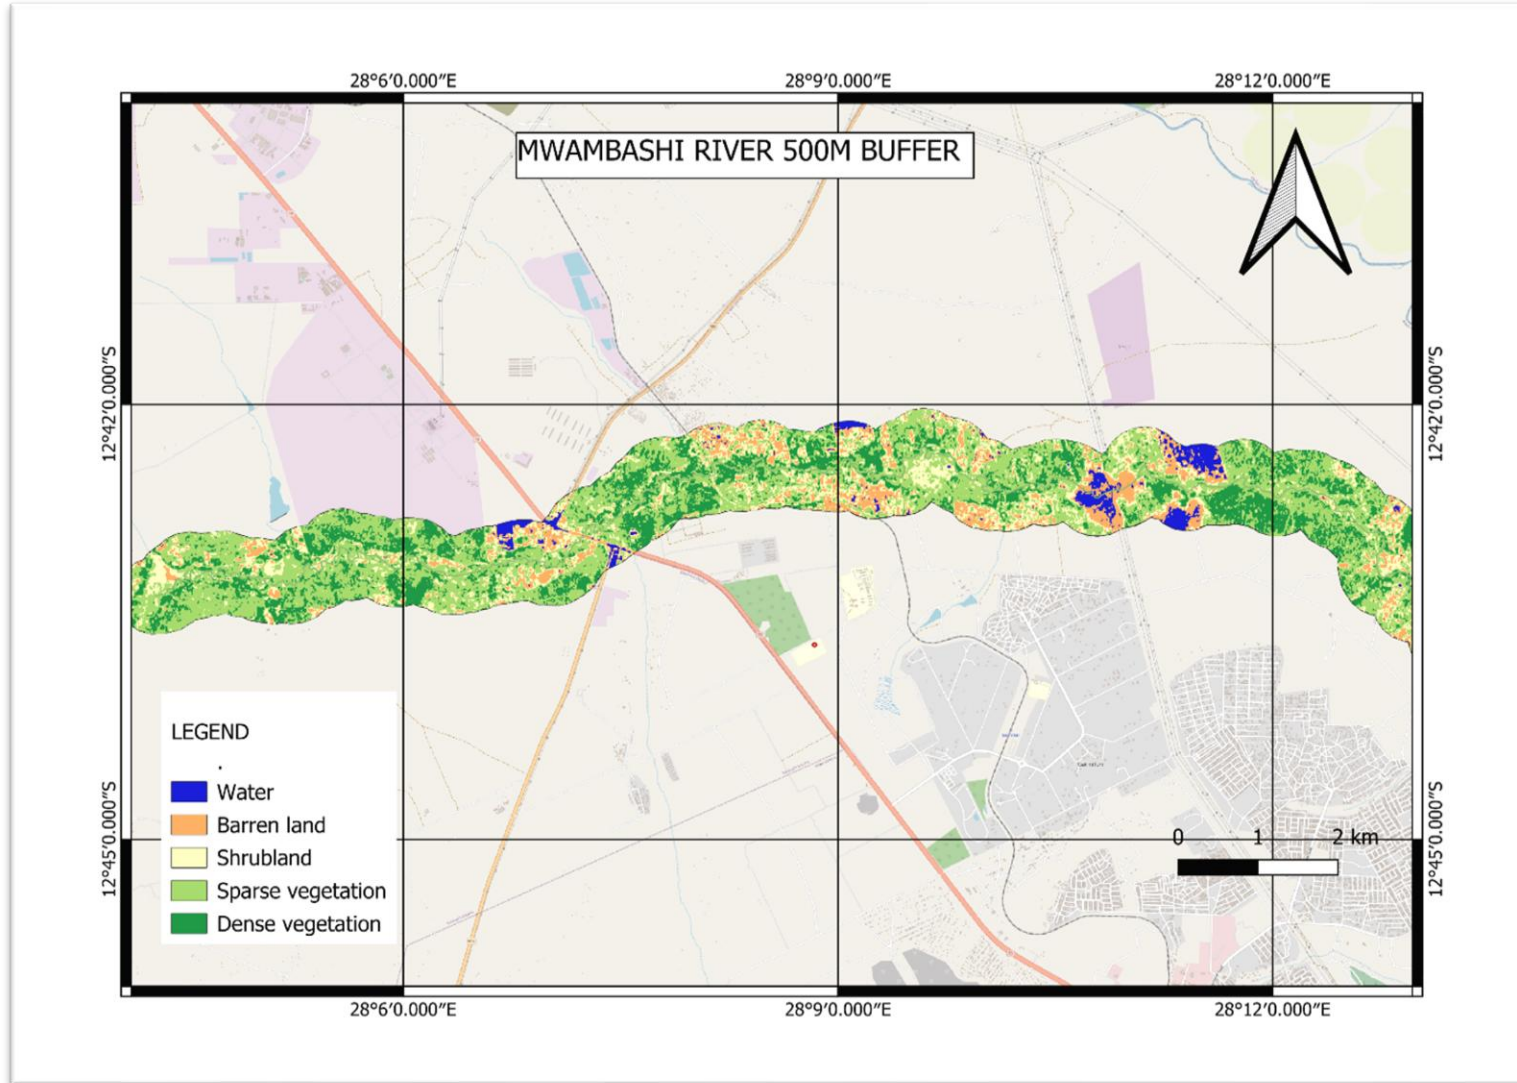 28°6′0.000″E
28°9′0.000″E
28°12′0.000″E
MWAMBASHI RIVER 500M BUFFER
12°42′0.000″S
12°42′0.000″S
LEGEND
.
Water
Barren land
Shrubland
Sparse vegetation
Dense vegetation
12°45′0.000″S
12°45′0.000″S
0 1 2 km
28°6′0.000″E
28°9′0.000″E
28°12′0.000″E